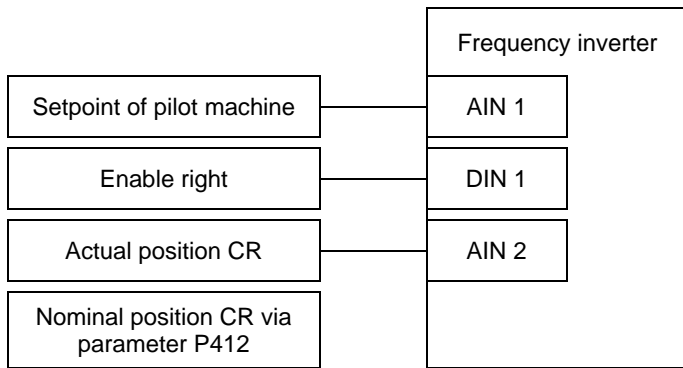 Frequency inverter
Setpoint of pilot machine
AIN 1
Enable right
DIN 1
Actual position CR
AIN 2
Nominal position CR via
parameter P412